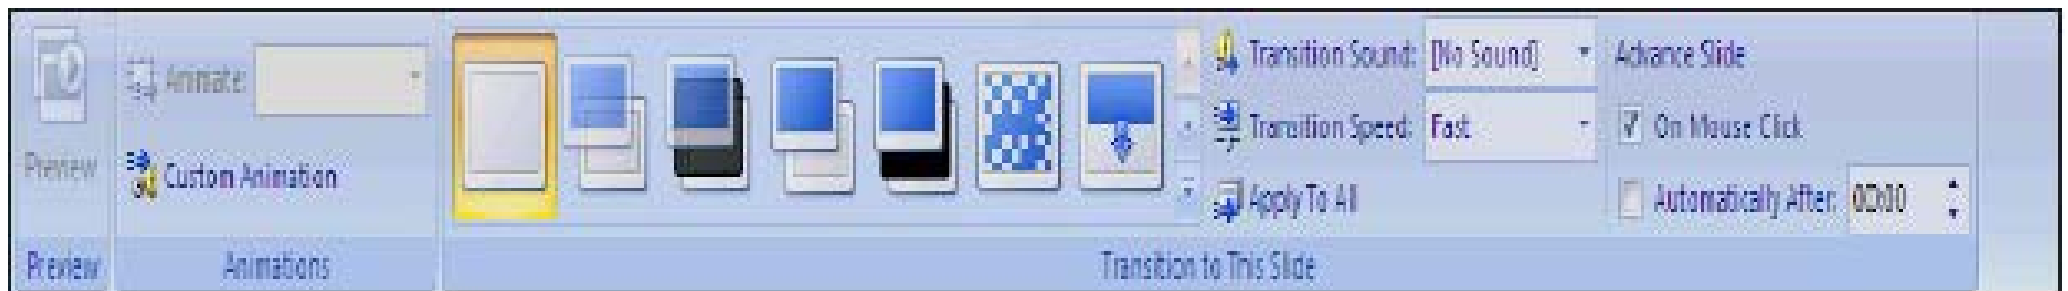 Preview
Preview
Animate:
Custom Animation
Animations
Transition Sound: [No Sound]
Transition Speed: Fast
Apply To All
Advance Slide
On Mouse Click
Automatically After: 00:00
Transition to This Slide